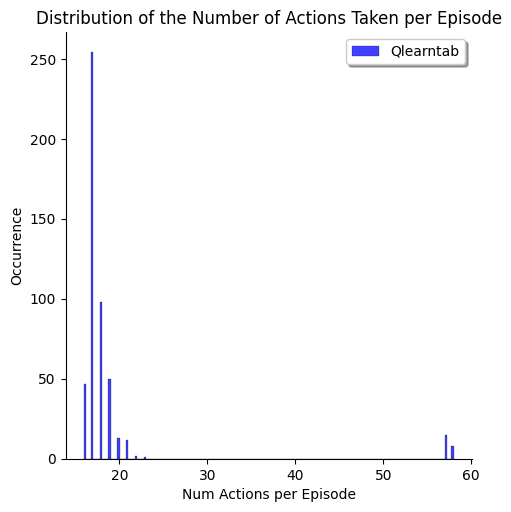 Distribution of the Number of Actions Taken per Episode
Qlearntab
250
200
150
100
50
0
Occurrence
20
30
40
50
60
Num Actions per Episode